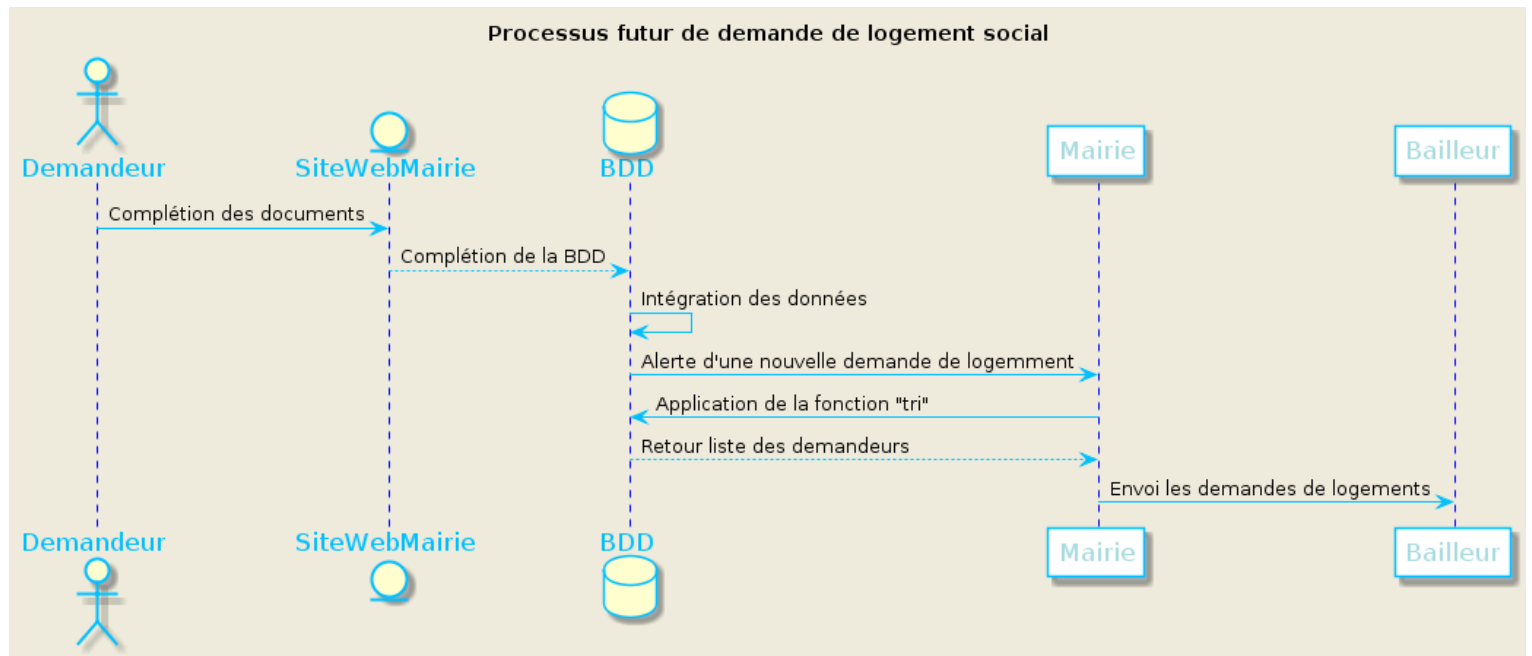 Processus futur de demande de logement social
Demandeur
SiteWebMairie
BDD
Mairie
Bailleur
Complétion des documents
Complétion de la BDD
Intégration des données
Alerte d'une nouvelle demande de logemment
Application de la fonction "tri"
Retour liste des demandeurs
Envoi les demandes de logements
Demandeur
SiteWebMairie
BDD
Mairie
Bailleur